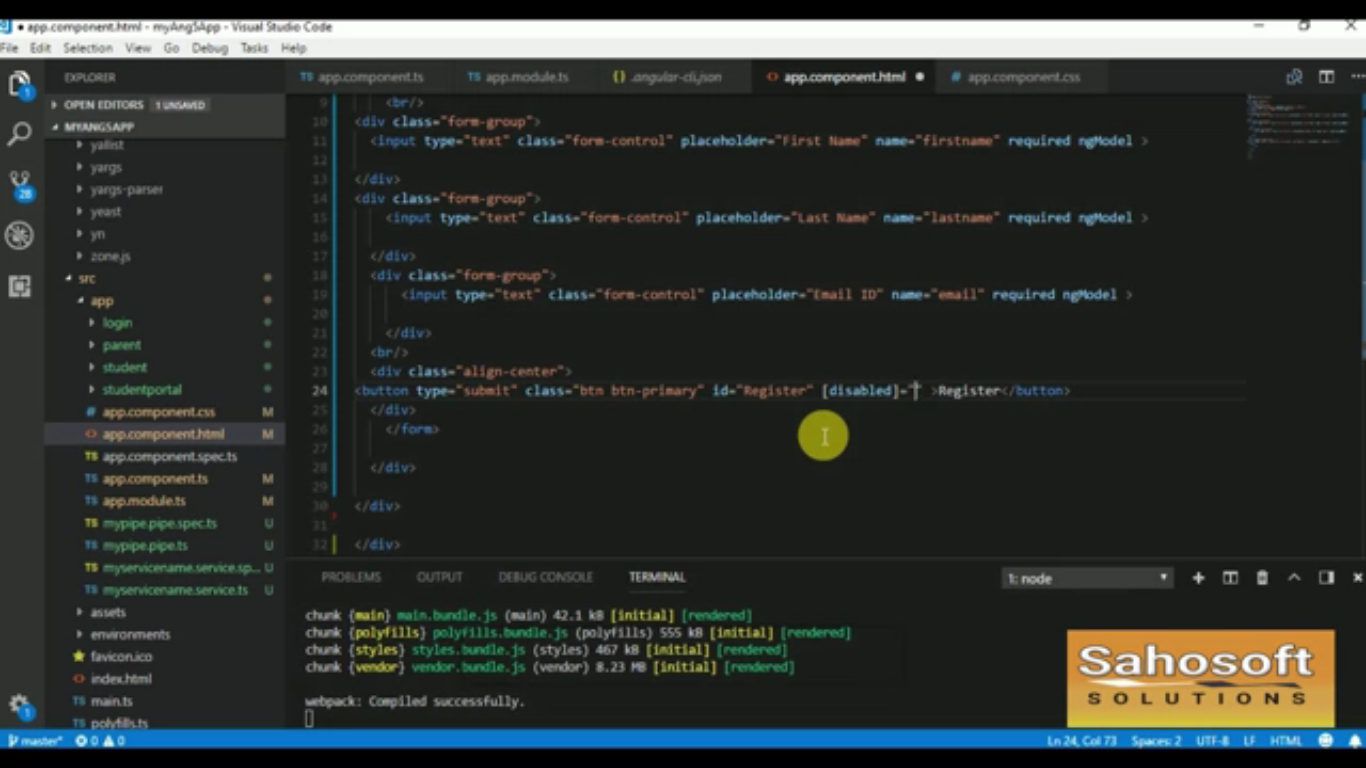 app.component.html - myAng5App - Visual Studio Code
File Edit Selection View Go Debug Tasks Help
EXPLORER
OPEN EDITORS 1 UNSAVED
MYANG5APP
yallist
yargs
yargs-parser
yeast
yn
zone.js
src
app
login
parent
student
studentportal
app.component.css M
app.component.html M
app.component.spec.ts
app.component.ts M
app.module.ts M
mypipe.pipe.spec.ts U
mypipe.pipe.ts U
myservicename.service.sp... U
myservicename.service.ts U
assets
environments
favicon.ico
index.html
main.ts
polyfills.ts
TS app.component.ts TS app.module.ts {} .angular-cli.json <> app.component.html # app.component.css
9 <br/>
10 <div class="form-group">
11 <input type="text" class="form-control" placeholder="First Name" name="firstname" required ngModel >
12
13 </div>
14 <div class="form-group">
15 <input type="text" class="form-control" placeholder="Last Name" name="lastname" required ngModel >
16
17 </div>
18 <div class="form-group">
19 <input type="text" class="form-control" placeholder="Email ID" name="email" required ngModel >
20
21 </div>
22 <br/>
23 <div class="align-center">
24 <button type="submit" class="btn btn-primary" id="Register" [disabled]=" >Register</button>
25 </div>
26 </form>
27
28 </div>
29
30 </div>
31
32 </div>
PROBLEMS OUTPUT DEBUG CONSOLE TERMINAL 1: node
chunk {main} main.bundle.js (main) 42.1 kB [initial] [rendered]
chunk {polyfills} polyfills.bundle.js (polyfills) 555 kB [initial] [rendered]
chunk {styles} styles.bundle.js (styles) 467 kB [initial] [rendered]
chunk {vendor} vendor.bundle.js (vendor) 8.23 MB [initial] [rendered]
webpack: Compiled successfully.
Sahosoft
SOLUTIONS
master* 0 0 Ln 24, Col 73 Spaces: 2 UTF-8 LF HTML